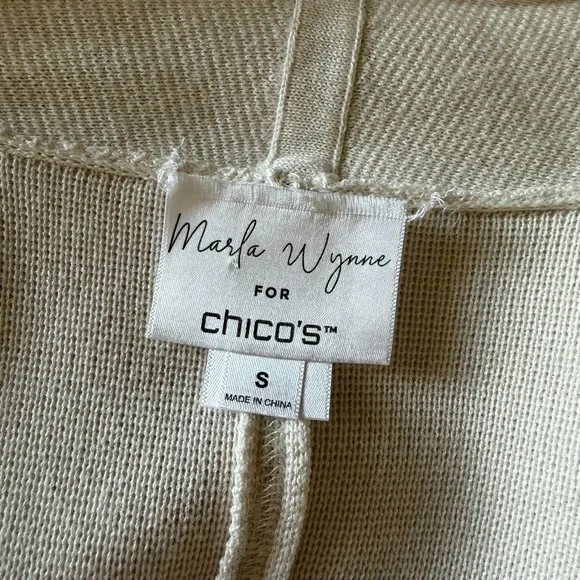 Marla Wynne
FOR
chico's™
S
MADE IN CHINA